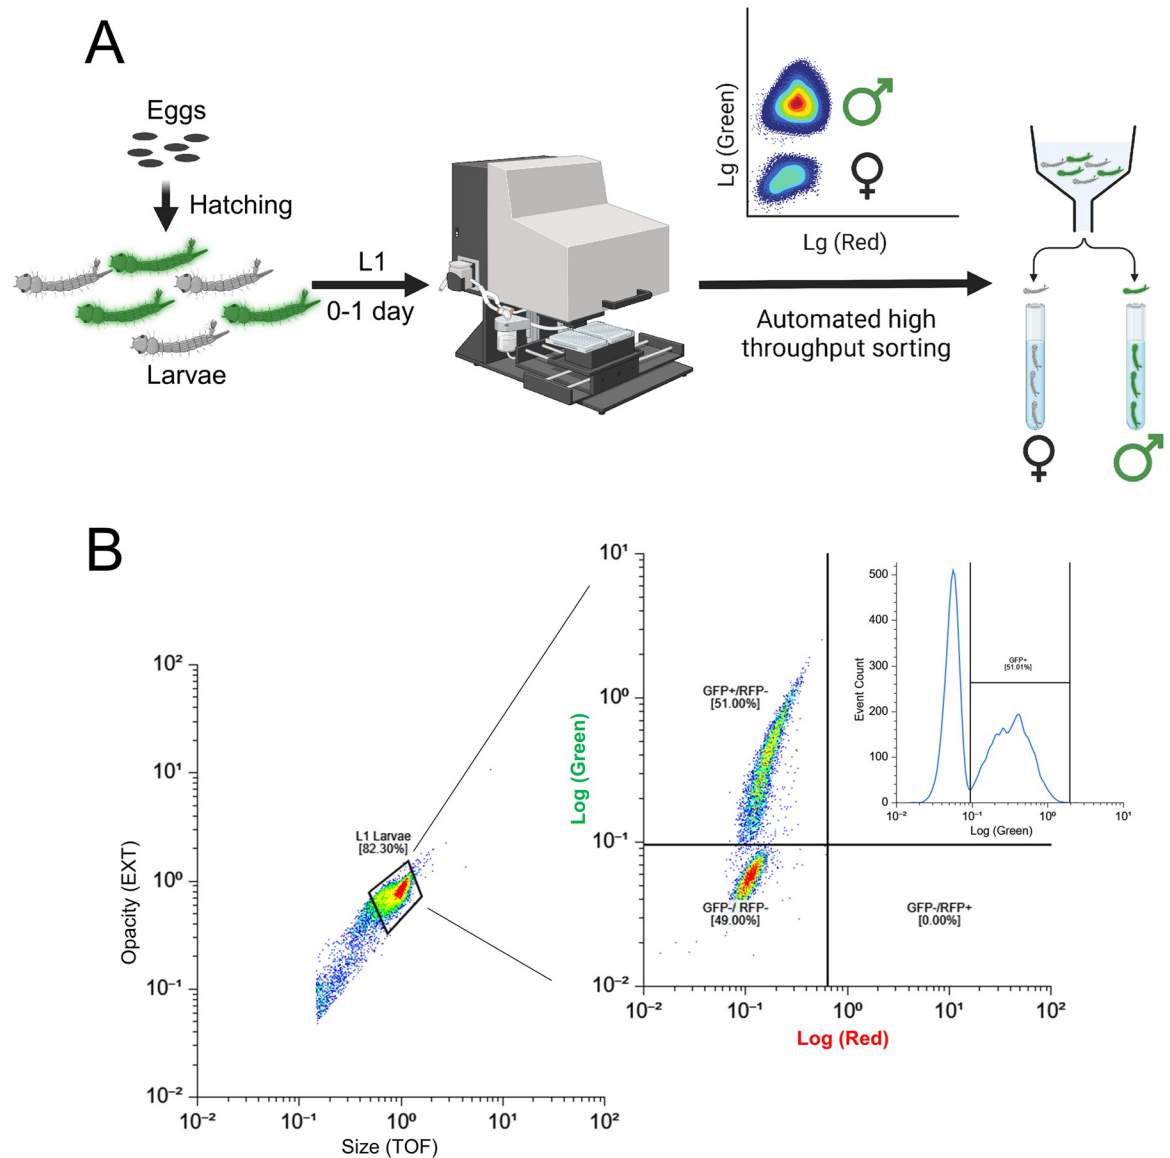 A
Eggs
Hatching
Larvae
L1
0-1 day
Lg (Green)
♂
♀
Lg (Red)
Automated high
throughput sorting
♀
♂
B
10²
10¹
10⁰
10⁻¹
10⁻²
Opacity (EXT)
L1 Larvae
[82.30%]
10⁻²
10⁻¹
10⁰
10¹
10²
Size (TOF)
10¹
10⁰
10⁻¹
10⁻²
Log (Green)
GFP+/RFP-
[51.00%]
GFP-/ RFP-
[49.00%]
GFP-/RFP+
[0.00%]
10⁻²
10⁻¹
10⁰
10¹
10²
Log (Red)
500
400
300
200
100
0
Event Count
GFP+
[51.01%]
10⁻²
10⁻¹
10⁰
10¹
Log (Green)